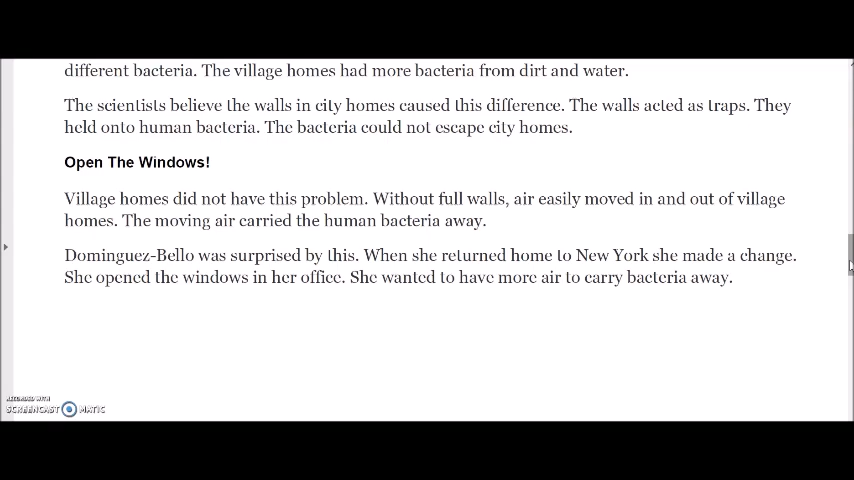 different bacteria. The village homes had more bacteria from dirt and water.
The scientists believe the walls in city homes caused this difference. The walls acted as traps. They
held onto human bacteria. The bacteria could not escape city homes.
Open The Windows!
Village homes did not have this problem. Without full walls, air easily moved in and out of village
homes. The moving air carried the human bacteria away.
Dominguez-Bello was surprised by this. When she returned home to New York she made a change.
She opened the windows in her office. She wanted to have more air to carry bacteria away.
RECORDED WITH
SCREENCAST MATIC